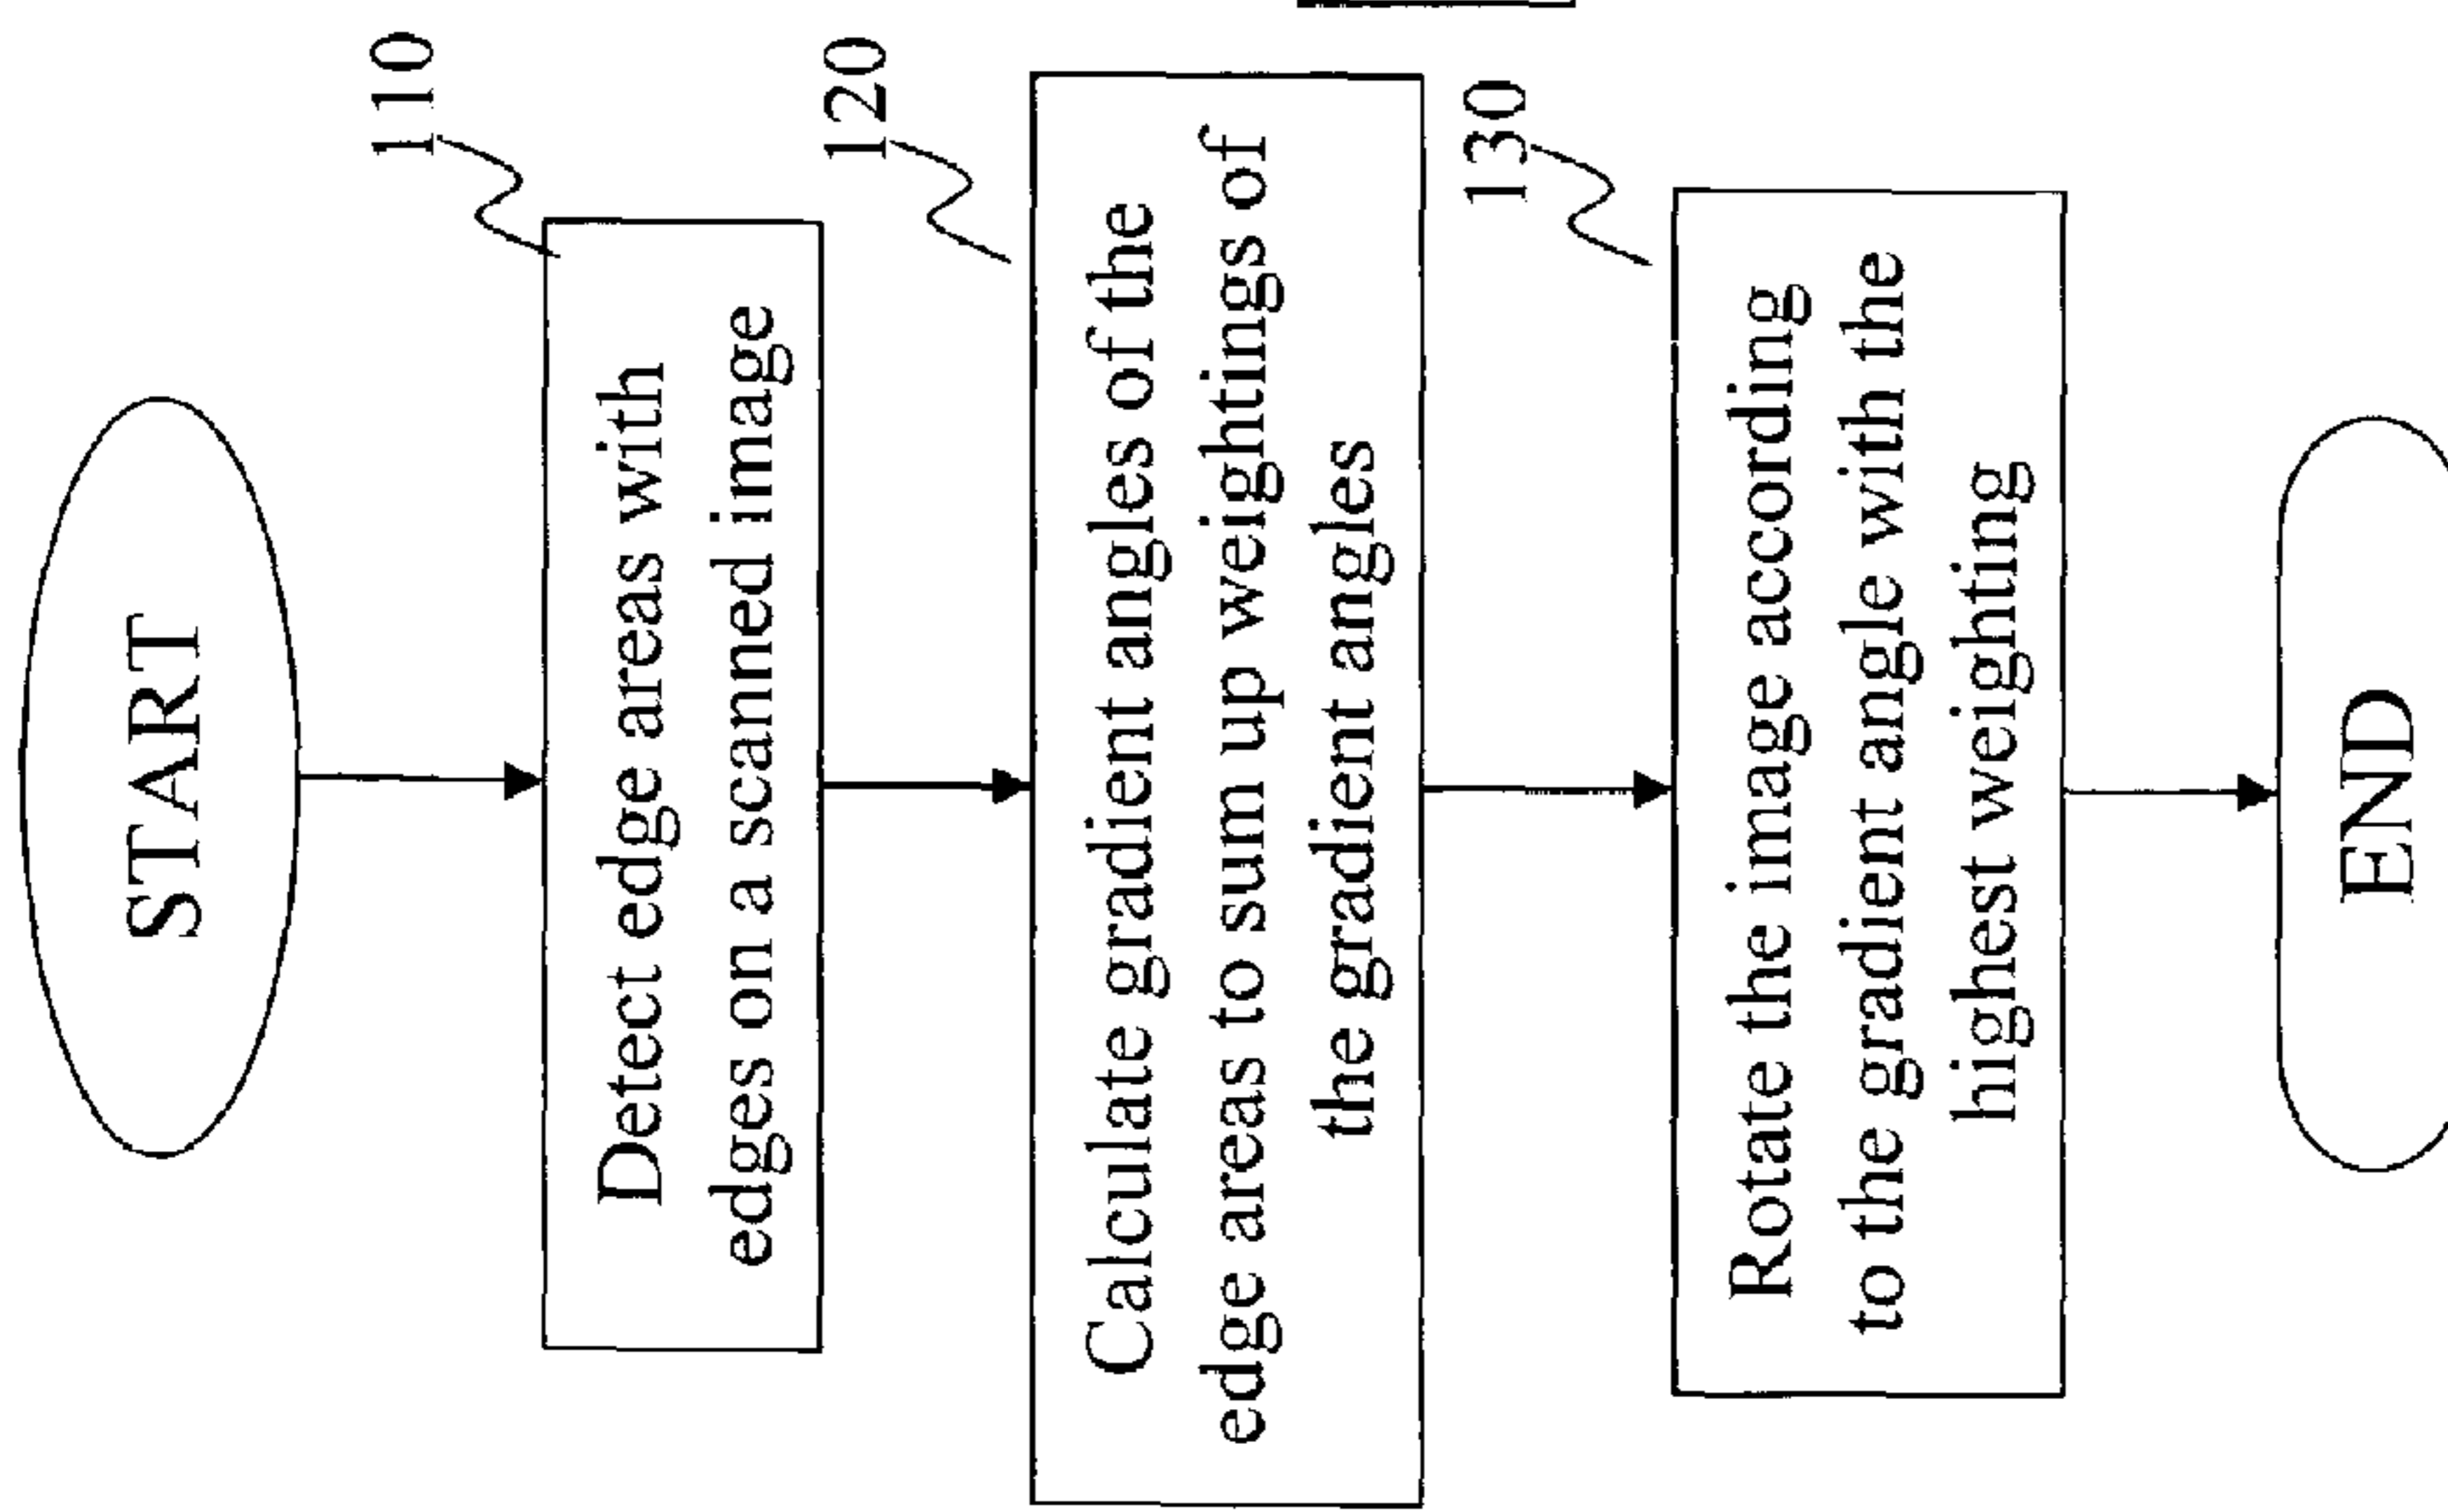 START
110
Detect edge areas with
edges on a scanned image
120
Calculate gradient angles of the
edge areas to sum up weightings of
the gradient angles
130
Rotate the image according
to the gradient angle with the
highest weighting
END